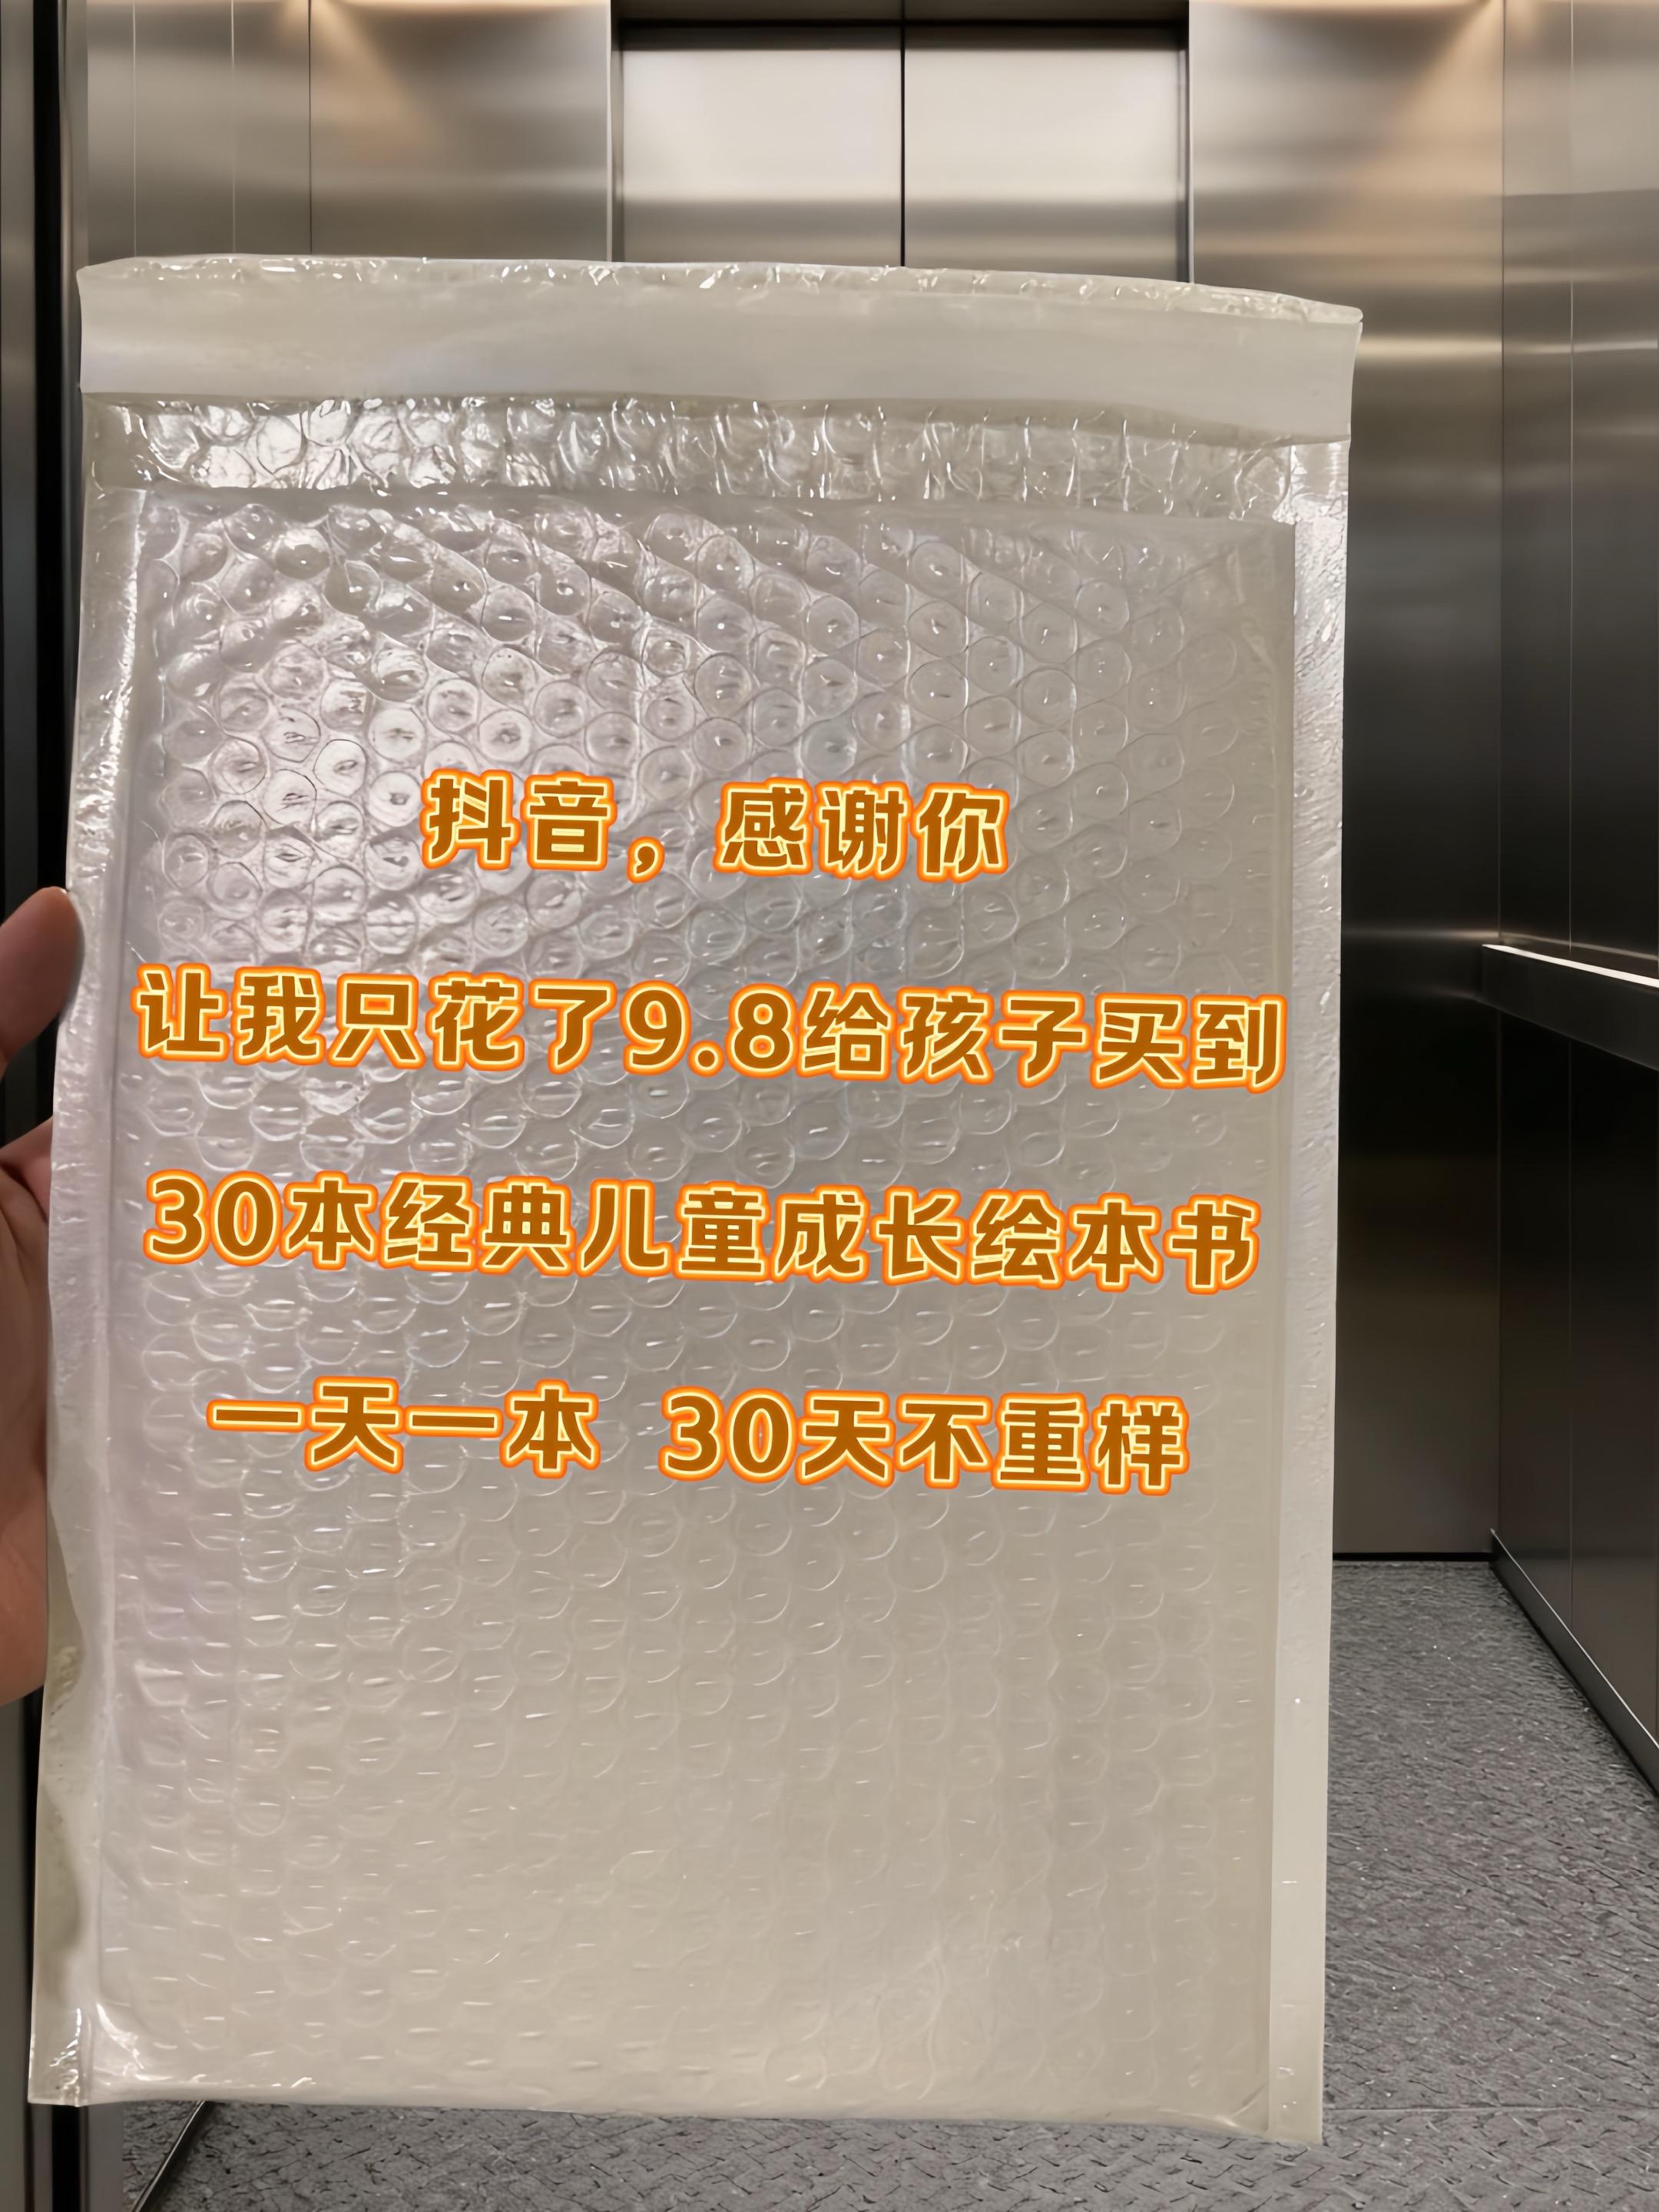 抖音，感谢你
让我只花了9.8给孩子买到
30本经典儿童成长绘本书
一天一本 30天不重样